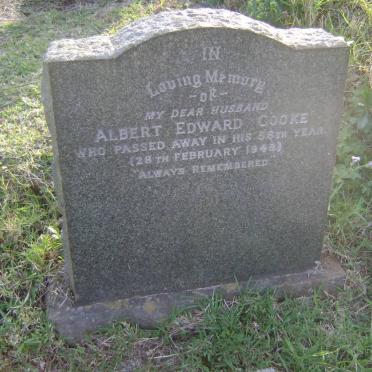 IN
Loving Memory
- OF -
MY DEAR HUSBAND
ALBERT EDWARD COOKE
WHO PASSED AWAY IN HIS TH YEAR
(28TH FEBRUARY 1948)
"ALWAYS REMEMBERED."